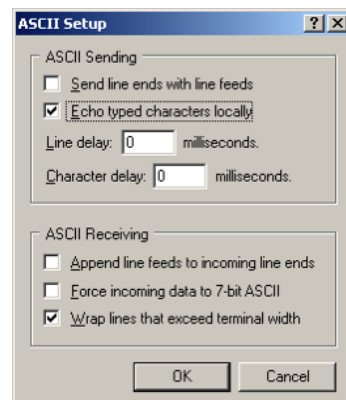 ASCII Setup
ASCII Sending
Send line ends with line feeds
Echo typed characters locally
Line delay: 0 milliseconds.
Character delay: 0 milliseconds.
ASCII Receiving
Append line feeds to incoming line ends
Force incoming data to 7-bit ASCII
Wrap lines that exceed terminal width
OK Cancel